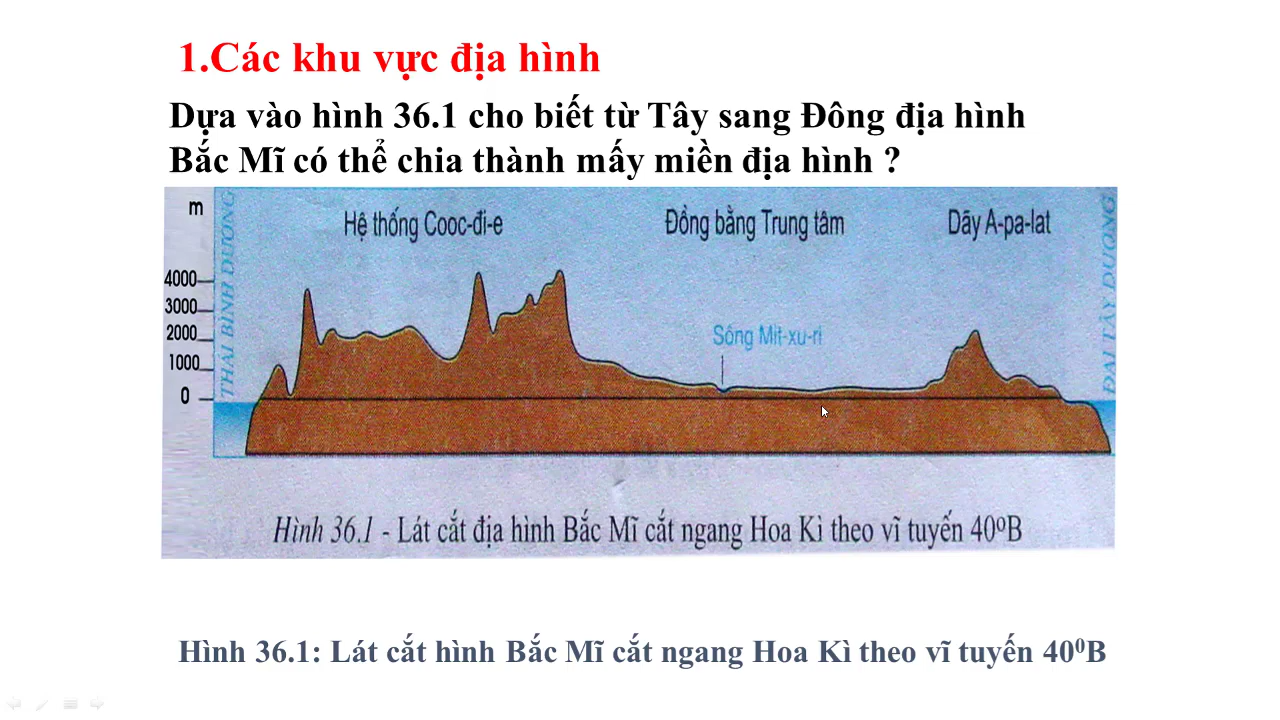 1.Các khu vực địa hình
Dựa vào hình 36.1 cho biết từ Tây sang Đông địa hình
Bắc Mĩ có thể chia thành mấy miền địa hình ?
m
THÁI BÌNH DƯƠNG
Hệ thống Cooc-đi-e
Đồng bằng Trung tâm
Dãy A-pa-lat
ĐẠI TÂY DƯƠNG
4000
3000
2000
1000
0
Sông Mit-xu-ri
Hình 36.1 - Lát cắt địa hình Bắc Mĩ cắt ngang Hoa Kì theo vĩ tuyến 40⁰B
Hình 36.1: Lát cắt hình Bắc Mĩ cắt ngang Hoa Kì theo vĩ tuyến 40⁰B